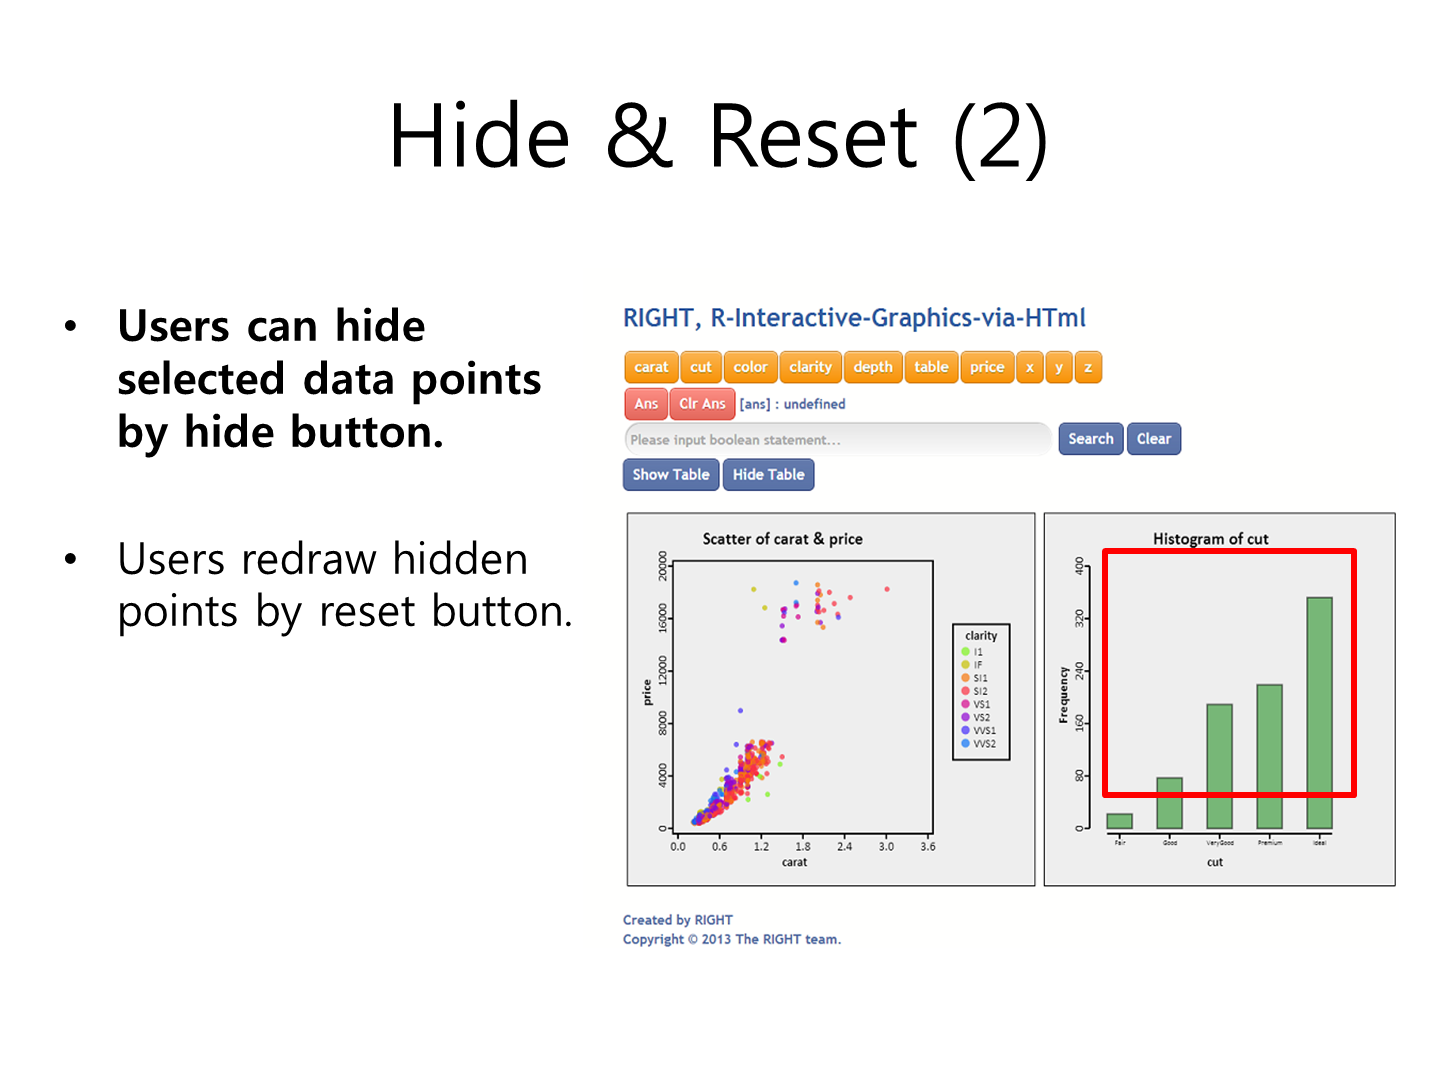 Hide & Reset (2)
• Users can hide
selected data points
by hide button.
• Users redraw hidden
points by reset button.
RIGHT, R-Interactive-Graphics-via-HTml
carat cut color clarity depth table price x y z
Ans Clr Ans [ans] : undefined
Please input boolean statement... Search Clear
Show Table Hide Table
Scatter of carat & price
price
20000
16000
12000
8000
4000
0
0.0 0.6 1.2 1.8 2.4 3.0 3.6
carat
clarity
I1
IF
SI1
SI2
VS1
VS2
VVS1
VVS2
Histogram of cut
Frequency
400
320
240
160
80
0
Fair Good VeryGood Premium Ideal
cut
Created by RIGHT
Copyright © 2013 The RIGHT team.